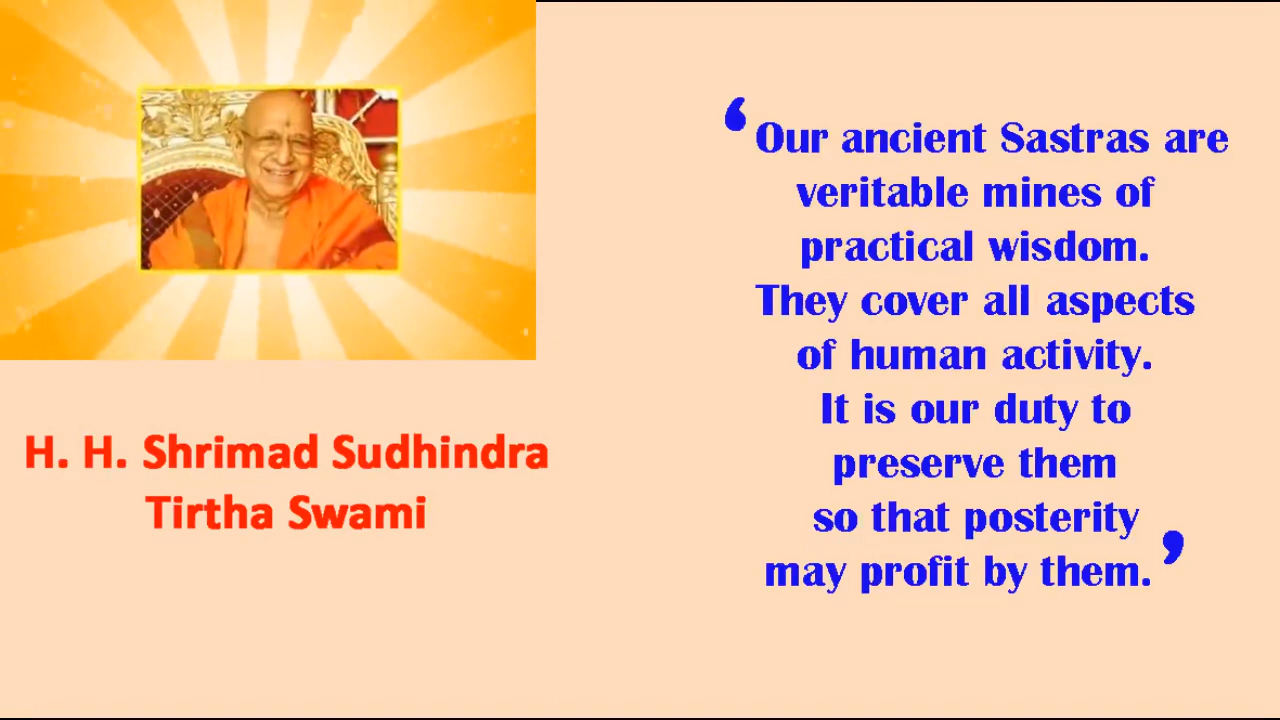 H. H. Shrimad Sudhindra
Tirtha Swami
‘Our ancient Sastras are
veritable mines of
practical wisdom.
They cover all aspects
of human activity.
It is our duty to
preserve them
so that posterity
may profit by them.’